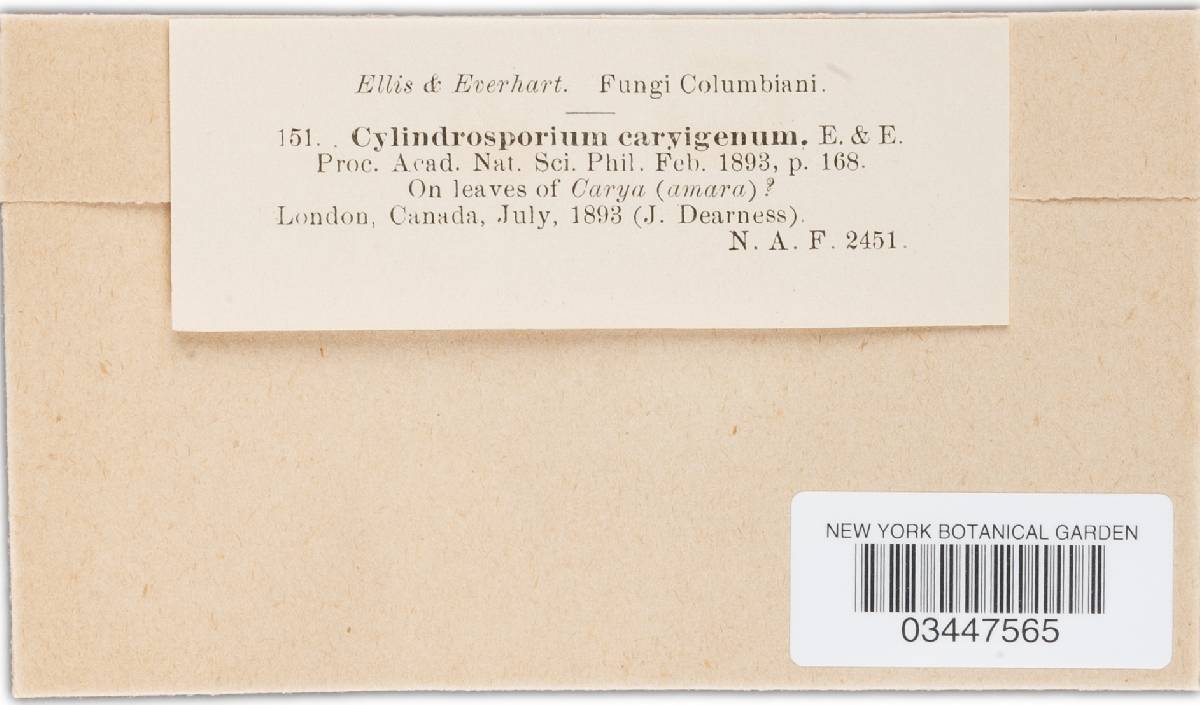 Ellis & Everhart. Fungi Columbiani.
151. . Cylindrosporium caryigenum. E. & E.
Proc. Acad. Nat. Sci. Phil. Feb. 1893, p. 168.
On leaves of Carya (amara)?
London, Canada, July, 1893 (J. Dearness).
N. A. F. 2451.
NEW YORK BOTANICAL GARDEN
03447565